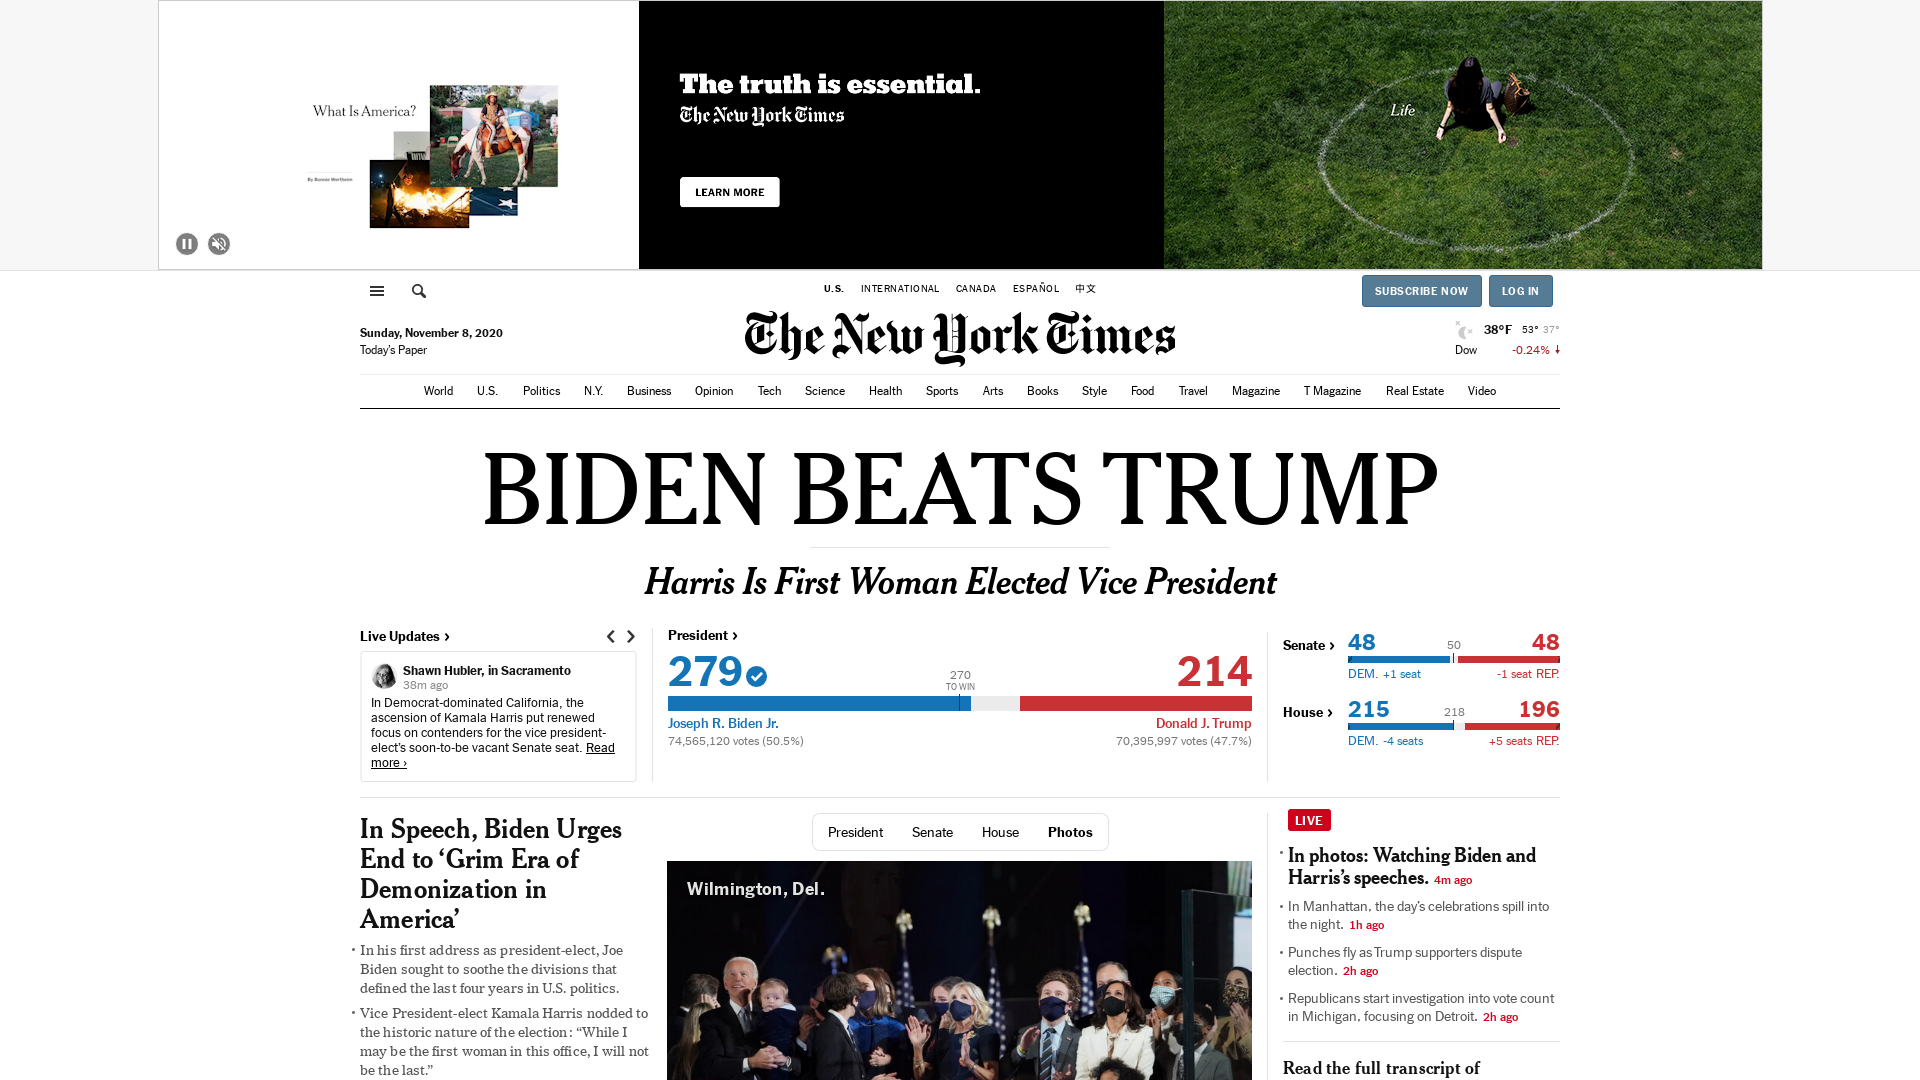 What Is America?
By Bonnie Wertheim
The truth is essential.
The New York Times
LEARN MORE
Life
U.S. INTERNATIONAL CANADA ESPAÑOL 中文
SUBSCRIBE NOW
LOG IN
Sunday, November 8, 2020
Today's Paper
The New York Times
38°F 53° 37°
Dow -0.24% ↓
World U.S. Politics N.Y. Business Opinion Tech Science Health Sports Arts Books Style Food Travel Magazine T Magazine Real Estate Video
BIDEN BEATS TRUMP
Harris Is First Woman Elected Vice President
Live Updates ›
Shawn Hubler, in Sacramento
38m ago
In Democrat-dominated California, the
ascension of Kamala Harris put renewed
focus on contenders for the vice president-
elect's soon-to-be vacant Senate seat. Read
more ›
President ›
279
270
TO WIN
214
Joseph R. Biden Jr.
Donald J. Trump
74,565,120 votes (50.5%)
70,395,997 votes (47.7%)
Senate ›
48 50 48
DEM. +1 seat -1 seat REP.
House ›
215 218 196
DEM. -4 seats +5 seats REP.
In Speech, Biden Urges
End to ‘Grim Era of
Demonization in
America’
• In his first address as president-elect, Joe
Biden sought to soothe the divisions that
defined the last four years in U.S. politics.
• Vice President-elect Kamala Harris nodded to
the historic nature of the election: “While I
may be the first woman in this office, I will not
be the last.”
President Senate House Photos
Wilmington, Del.
LIVE
• In photos: Watching Biden and
Harris’s speeches. 4m ago
• In Manhattan, the day’s celebrations spill into
the night. 1h ago
• Punches fly as Trump supporters dispute
election. 2h ago
• Republicans start investigation into vote count
in Michigan, focusing on Detroit. 2h ago
Read the full transcript of